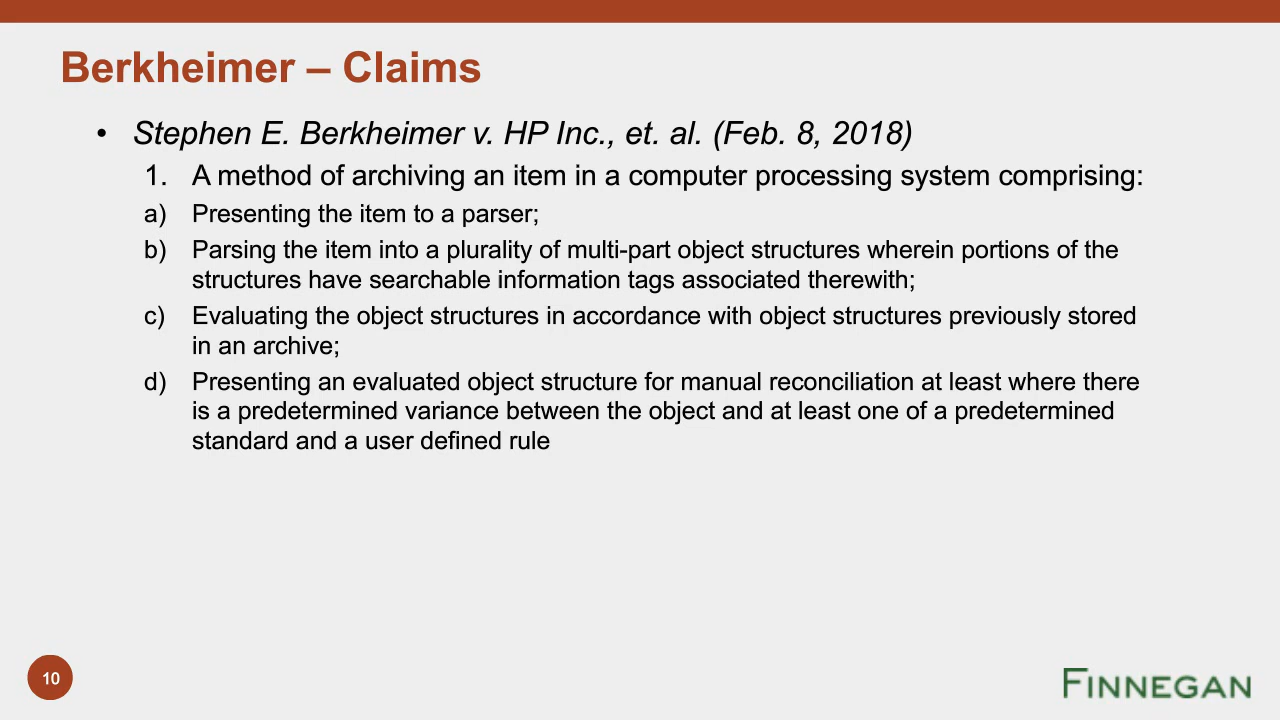 Berkheimer – Claims
• Stephen E. Berkheimer v. HP Inc., et. al. (Feb. 8, 2018)
1. A method of archiving an item in a computer processing system comprising:
a) Presenting the item to a parser;
b) Parsing the item into a plurality of multi-part object structures wherein portions of the
structures have searchable information tags associated therewith;
c) Evaluating the object structures in accordance with object structures previously stored
in an archive;
d) Presenting an evaluated object structure for manual reconciliation at least where there
is a predetermined variance between the object and at least one of a predetermined
standard and a user defined rule
10
FINNEGAN